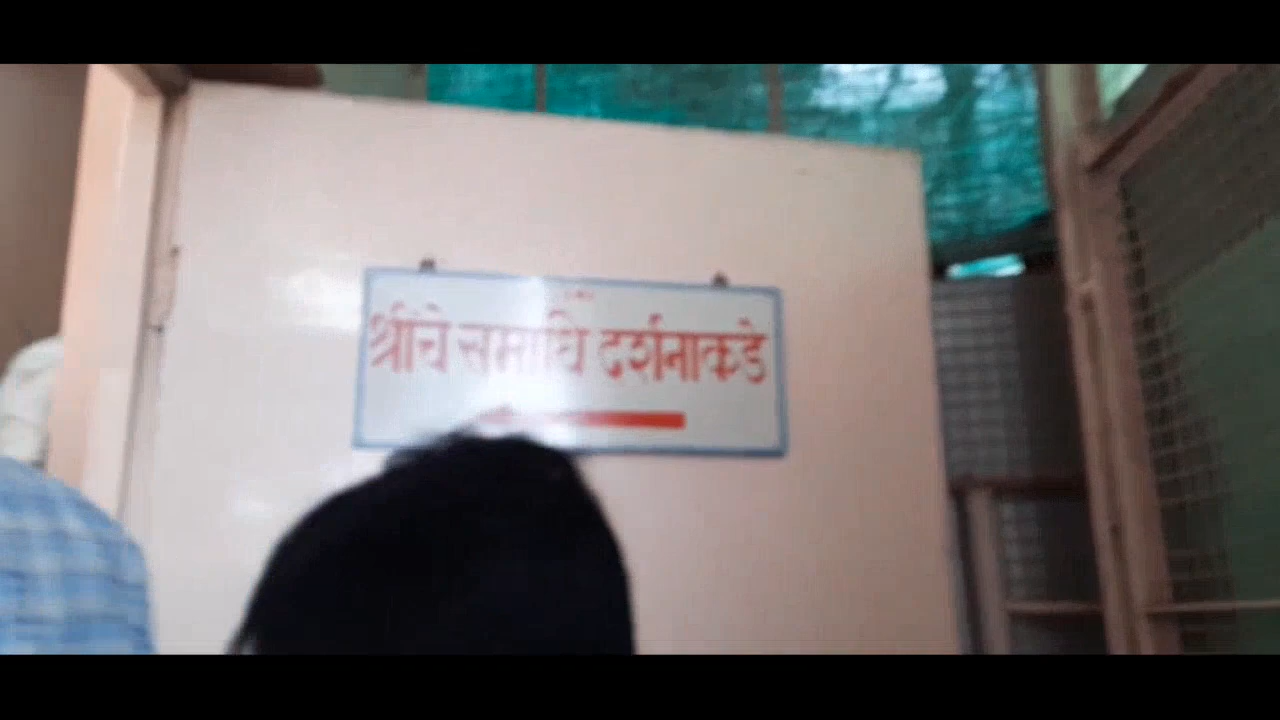 श्रींचे समाधि दर्शनाकडे